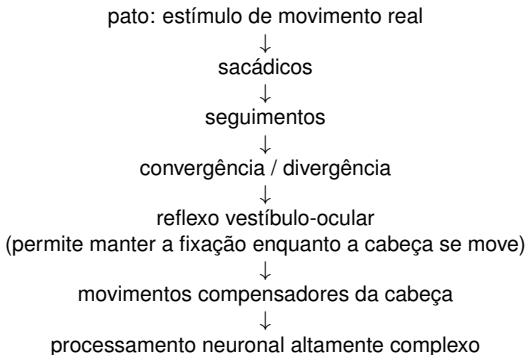 pato: estímulo de movimento real
↓
sacádicos
↓
seguimentos
↓
convergência / divergência
↓
reflexo vestíbulo-ocular
(permite manter a fixação enquanto a cabeça se move)
↓
movimentos compensadores da cabeça
↓
processamento neuronal altamente complexo